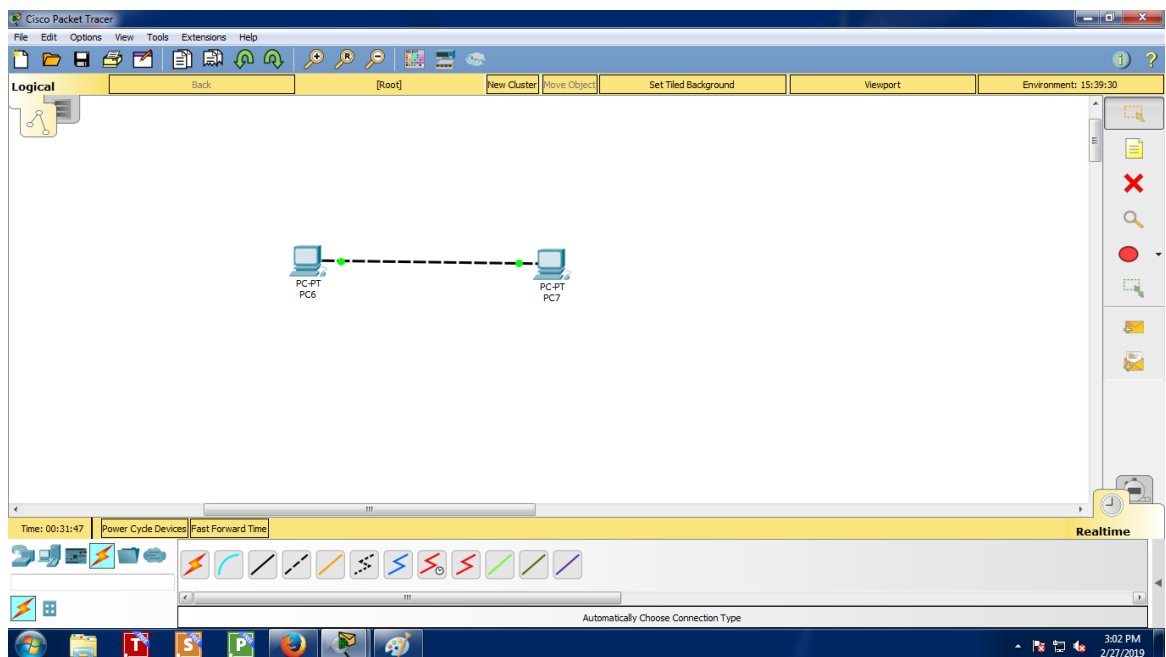 Cisco Packet Tracer
File Edit Options View Tools Extensions Help
Logical Back [Root] New Cluster Move Object Set Tiled Background Viewport Environment: 15:39:30
PC-PT
PC6
PC-PT
PC7
Time: 00:31:47 Power Cycle Devices Fast Forward Time Realtime
Automatically Choose Connection Type
3:02 PM
2/27/2019